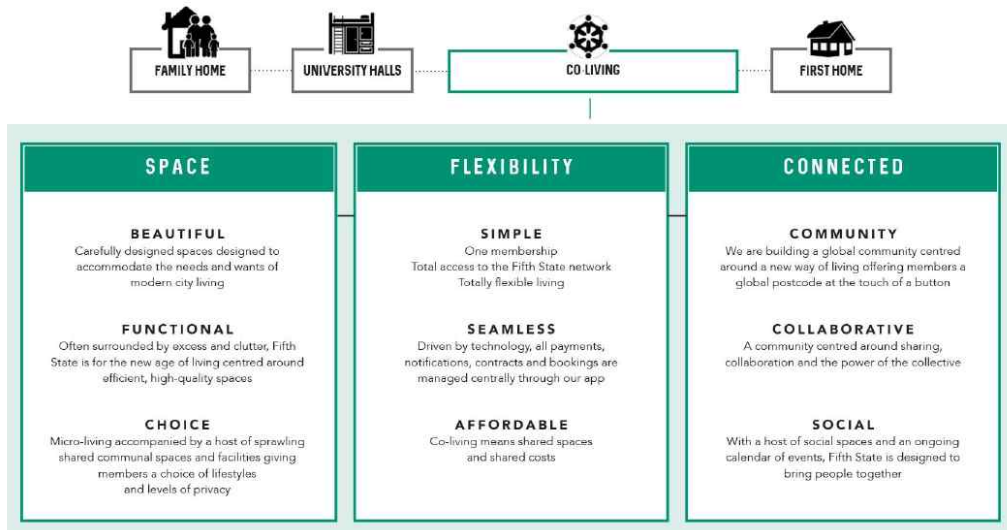 FAMILY HOME
UNIVERSITY HALLS
CO-LIVING
FIRST HOME
SPACE
BEAUTIFUL
Carefully designed spaces designed to
accommodate the needs and wants of
modern city living
FUNCTIONAL
Often surrounded by excess and clutter, Fifth
State is for the new age of living centred around
efficient, high-quality spaces
CHOICE
Micro-living accompanied by a host of sprawling
shared communal spaces and facilities giving
members a choice of lifestyles
and levels of privacy
FLEXIBILITY
SIMPLE
One membership
Total access to the Fifth State network
Totally flexible living
SEAMLESS
Driven by technology, all payments,
notifications, contracts and bookings are
managed centrally through our app
AFFORDABLE
Co-living means shared spaces
and shared costs
CONNECTED
COMMUNITY
We are building a global community centred
around a new way of living offering members a
global postcode at the touch of a button
COLLABORATIVE
A community centred around sharing,
collaboration and the power of the collective
SOCIAL
With a host of social spaces and an ongoing
calendar of events, Fifth State is designed to
bring people together